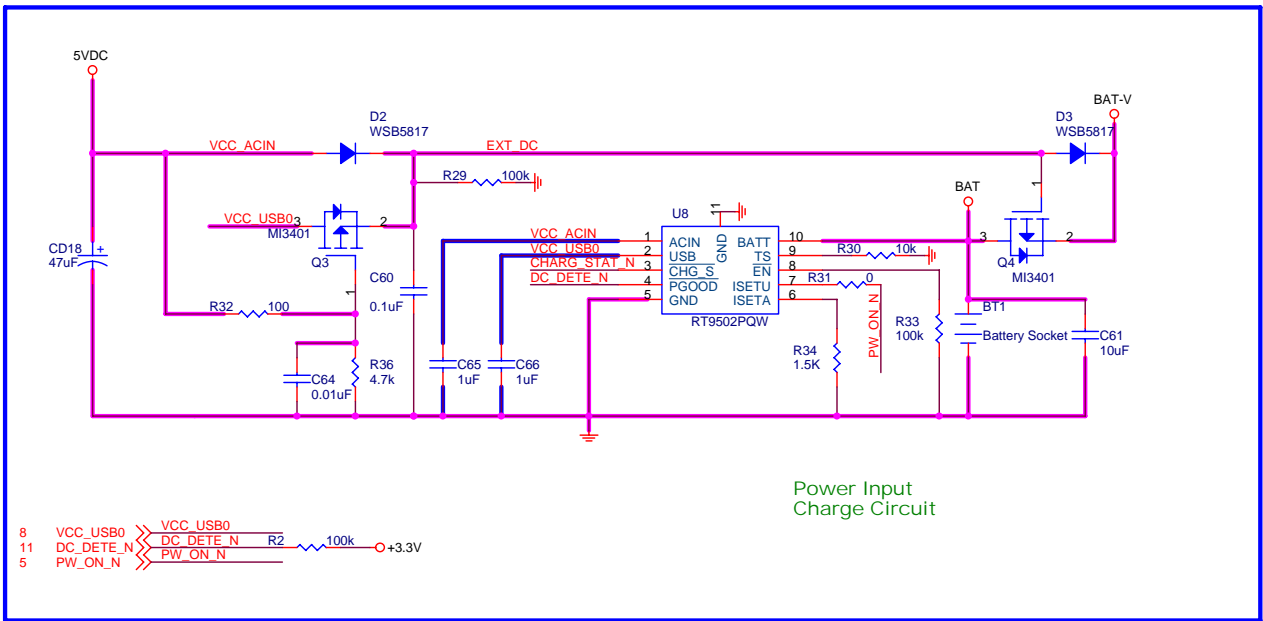 5VDC
BAT-V
D2
WSB5817
D3
WSB5817
VCC_ACIN
EXT_DC
R29
100k
1
BAT
VCC_USB0
3
2
MI3401
Q3
CD18
47uF
+
C60
0.1uF
1
R32
100
C64
0.01uF
R36
4.7k
U8
11
GND
VCC_ACIN
1
ACIN
BATT
10
VCC_USB0
2
USB
TS
9
R30
10k
CHARG_STAT_N
3
CHG_S
EN
8
DC_DETE_N
4
PGOOD
ISETU
7
R31
0
5
GND
ISETA
6
RT9502PQW
3
2
Q4
MI3401
PW_ON_N
R33
100k
BT1
Battery Socket
C61
10uF
R34
1.5K
C65
1uF
C66
1uF
Power Input
Charge Circuit
8
VCC_USB0
VCC_USB0
11
DC_DETE_N
DC_DETE_N
R2
100k
+3.3V
5
PW_ON_N
PW_ON_N